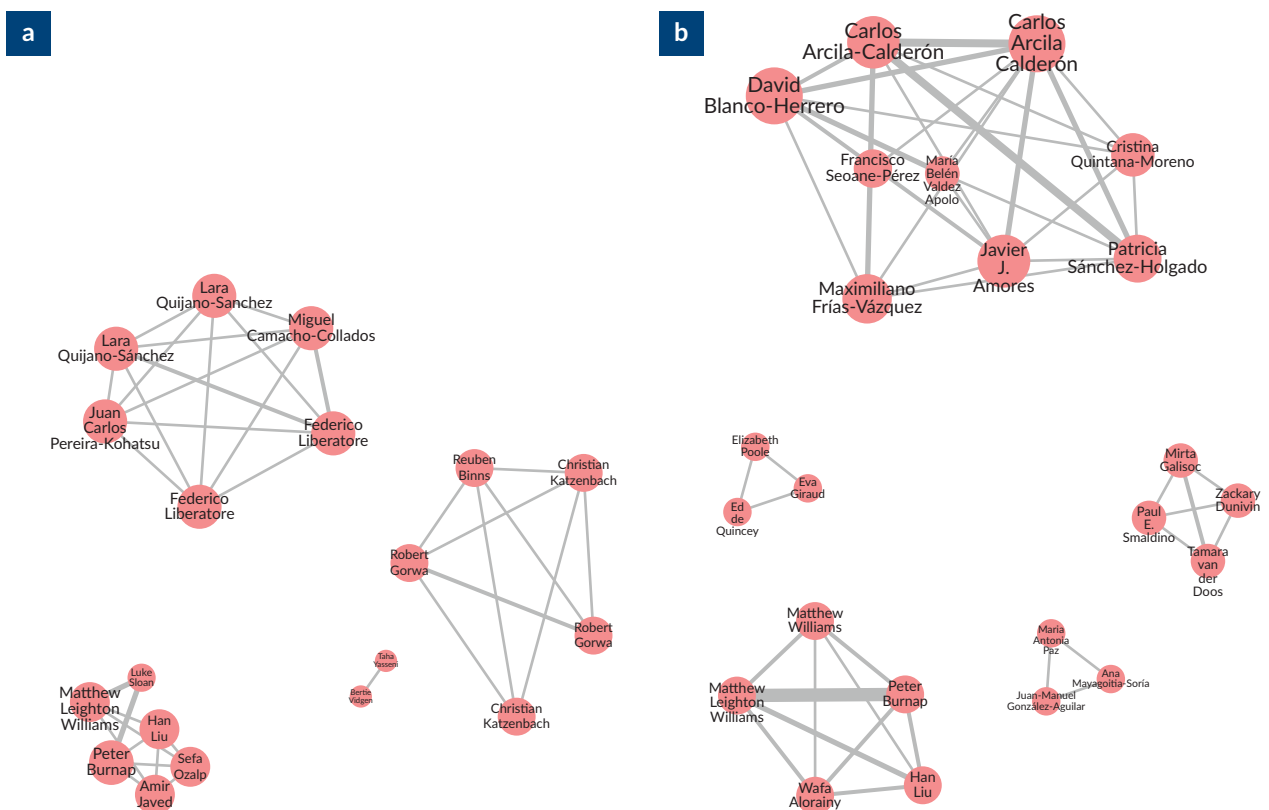 a
Lara
Quijano-Sanchez
Miguel
Camacho-Collados
Lara
Quijano-Sánchez
Juan
Carlos
Pereira-Kohatsu
Federico
Liberatore
Federico
Liberatore
Reuben
Binns
Christian
Katzenbach
Robert
Gorwa
Robert
Gorwa
Christian
Katzenbach
Taha
Yasseri
Bertie
Vidgen
Luke
Sloan
Matthew
Leighton
Williams
Han
Liu
Peter
Burnap
Sefa
Ozalp
Amir
Javed
b
Carlos
Arcila-Calderón
Carlos
Arcila
Calderón
David
Blanco-Herrero
Francisco
Seoane-Pérez
María
Belén
Valdez
Apolo
Cristina
Quintana-Moreno
Javier
J.
Amores
Patricia
Sánchez-Holgado
Maximiliano
Frías-Vázquez
Elizabeth
Poole
Eva
Giraud
Ed
de
Quincey
Mirta
Galisoc
Zackary
Dunivin
Paul
E.
Smaldino
Tamara
van
der
Doos
Matthew
Williams
Matthew
Leighton
Williams
Peter
Burnap
Wafa
Alorainy
Han
Liu
María
Antonia
Paz
Ana
Mayagoitia-Soria
Juan-Manuel
González-Aguilar